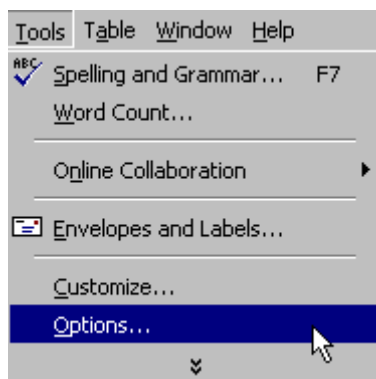 Tools Table Window Help
ABC Spelling and Grammar... F7
Word Count...
Online Collaboration
Envelopes and Labels...
Customize...
Options...